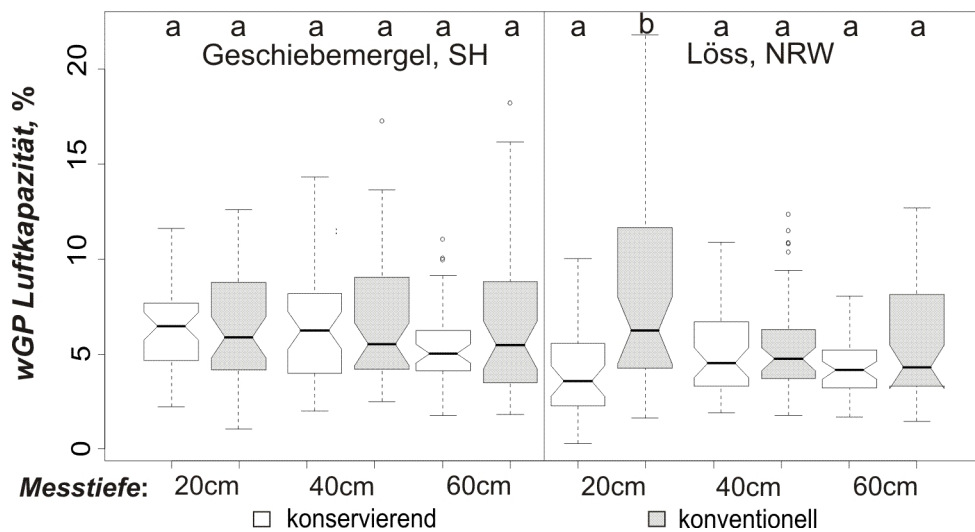 a a a a a a a b a a a a
Geschiebemergel, SH Löss, NRW
wGP Luftkapazität, %
20
15
10
5
0
Messtiefe: 20cm 40cm 60cm 20cm 40cm 60cm
konservierend konventionell